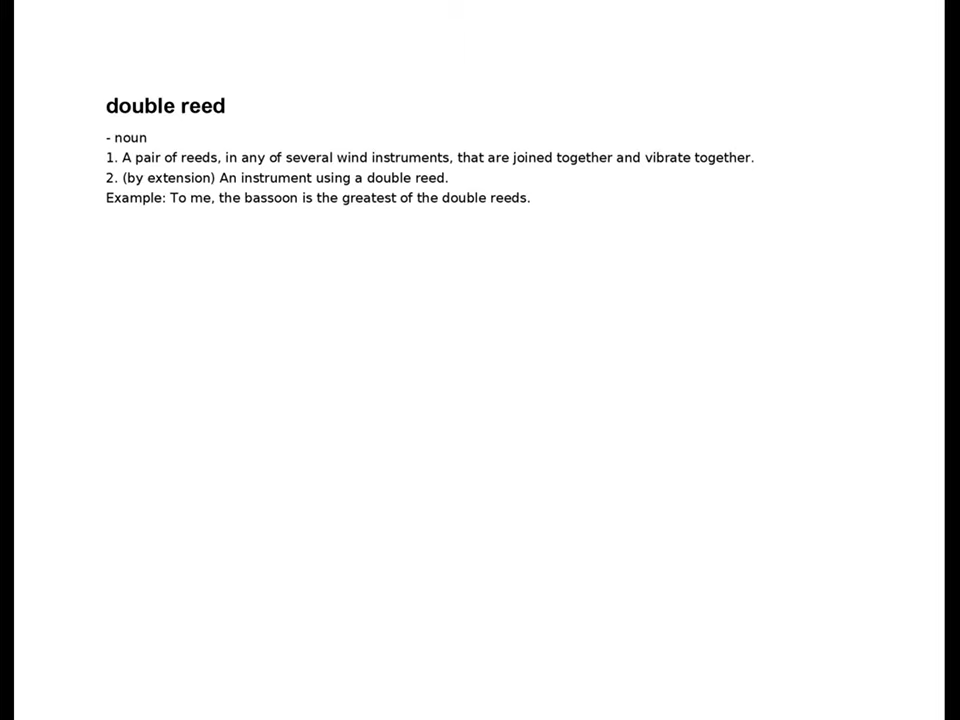 double reed
- noun
1. A pair of reeds, in any of several wind instruments, that are joined together and vibrate together.
2. (by extension) An instrument using a double reed.
Example: To me, the bassoon is the greatest of the double reeds.